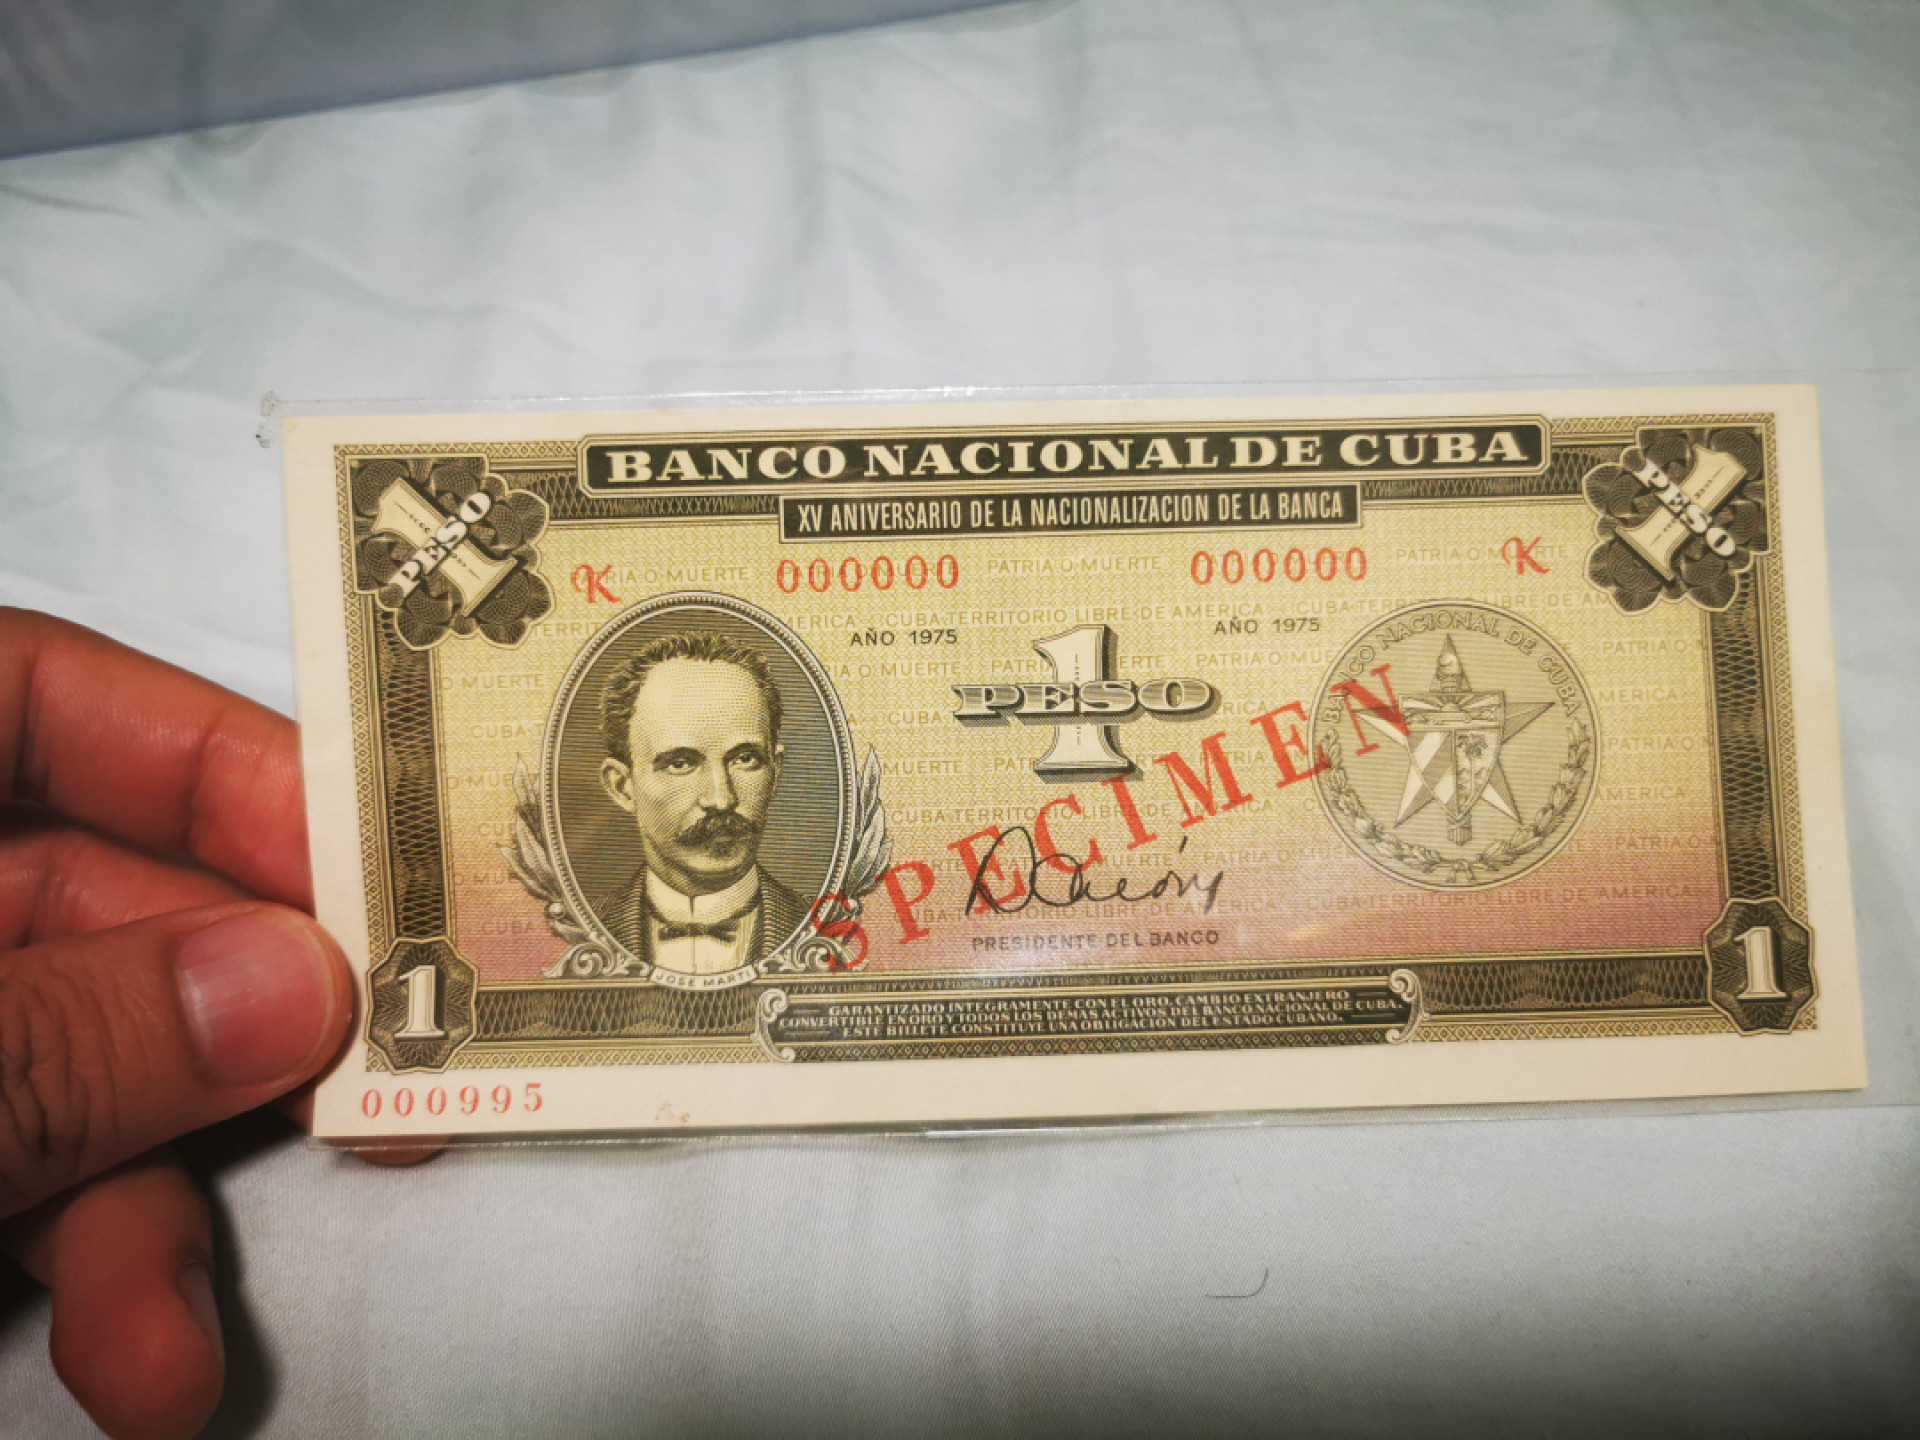 BANCO NACIONAL DE CUBA
XV ANIVERSARIO DE LA NACIONALIZACION DE LA BANCA
1 PESO
1 PESO
K 000000 000000 K
PATRIA O MUERTE
CUBA TERRITORIO LIBRE DE AMERICA
AÑO 1975
AÑO 1975
1 PESO
BANCO NACIONAL DE CUBA
SPECIMEN
PRESIDENTE DEL BANCO
JOSE MARTI
1
1
GARANTIZADO INTEGRAMENTE CON EL ORO, CAMBIO EXTRANJERO
CONVERTIBLE EN ORO Y TODOS LOS DEMAS ACTIVOS DEL BANCO NACIONAL DE CUBA.
ESTE BILLETE CONSTITUYE UNA OBLIGACION DEL ESTADO CUBANO.
000995